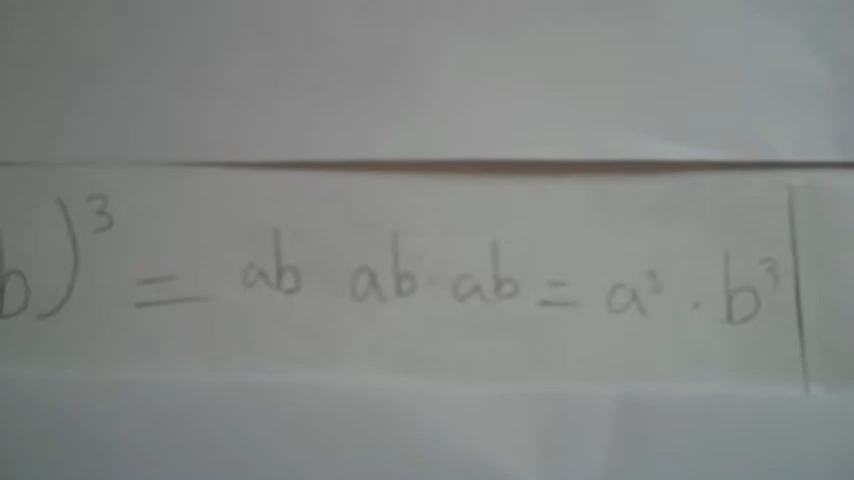 b)³ = ab ab · ab = a³ · b³